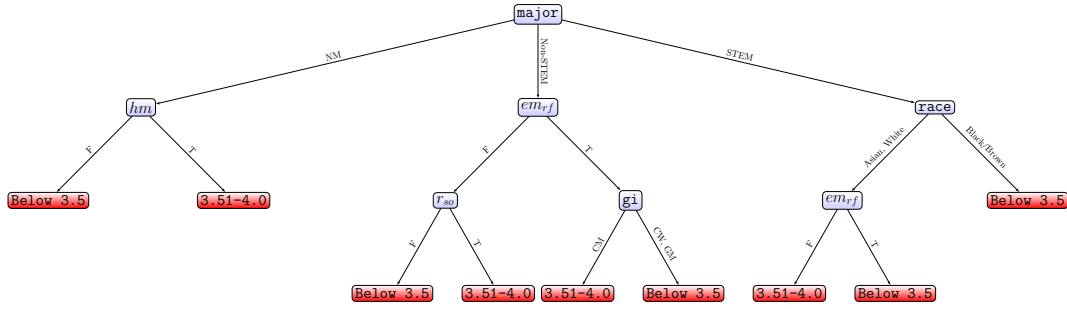 major
NM
Non-STEM
STEM
hm
em_rf
race
F
T
F
T
Asian, White
Black/Brown
Below 3.5
3.51-4.0
r_so
gi
em_rf
Below 3.5
F
T
CM
CW, GM
F
T
Below 3.5
3.51-4.0
3.51-4.0
Below 3.5
3.51-4.0
Below 3.5